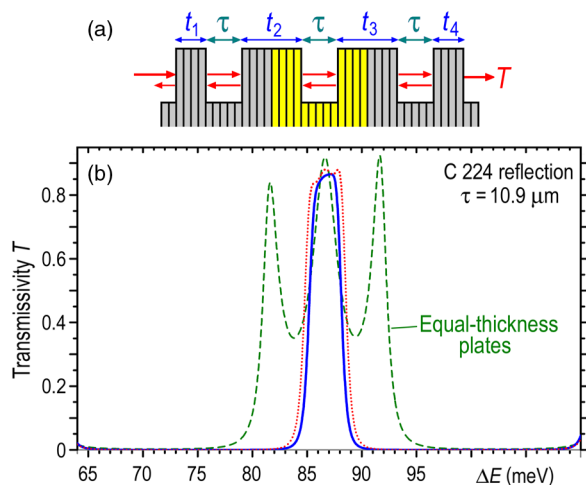 (a)
t1 τ t2 τ t3 τ t4
T
(b)
C 224 reflection
τ = 10.9 μm
Equal-thickness
plates
Transmissivity T
0.8
0.6
0.4
0.2
0
65 70 75 80 85 90 95 ΔE (meV)